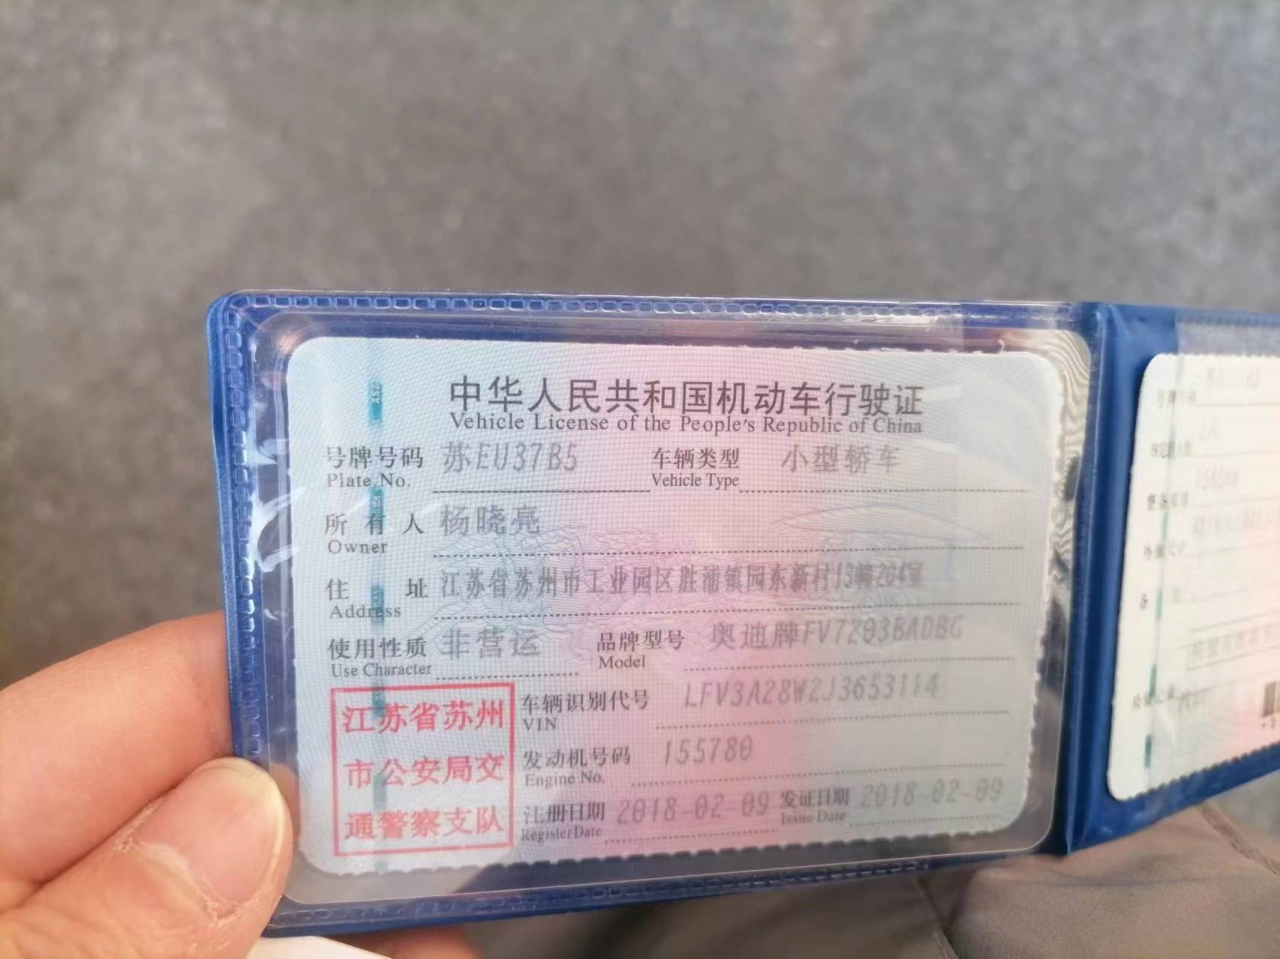 中华人民共和国机动车行驶证
Vehicle License of the People's Republic of China
号牌号码 苏EU37B5 车辆类型 小型轿车
Plate No. Vehicle Type
所有人 杨晓亮
Owner
住址 江苏省苏州市工业园区胜浦镇园东新村13幢204室
Address
使用性质 非营运 品牌型号 奥迪牌FV7203BADBG
Use Character Model
车辆识别代号 LFV3A28W2J3653114
VIN
发动机号码 155780
Engine No.
注册日期 2018-02-09 发证日期 2018-02-09
Register Date Issue Date
江苏省苏州
市公安局交
通警察支队